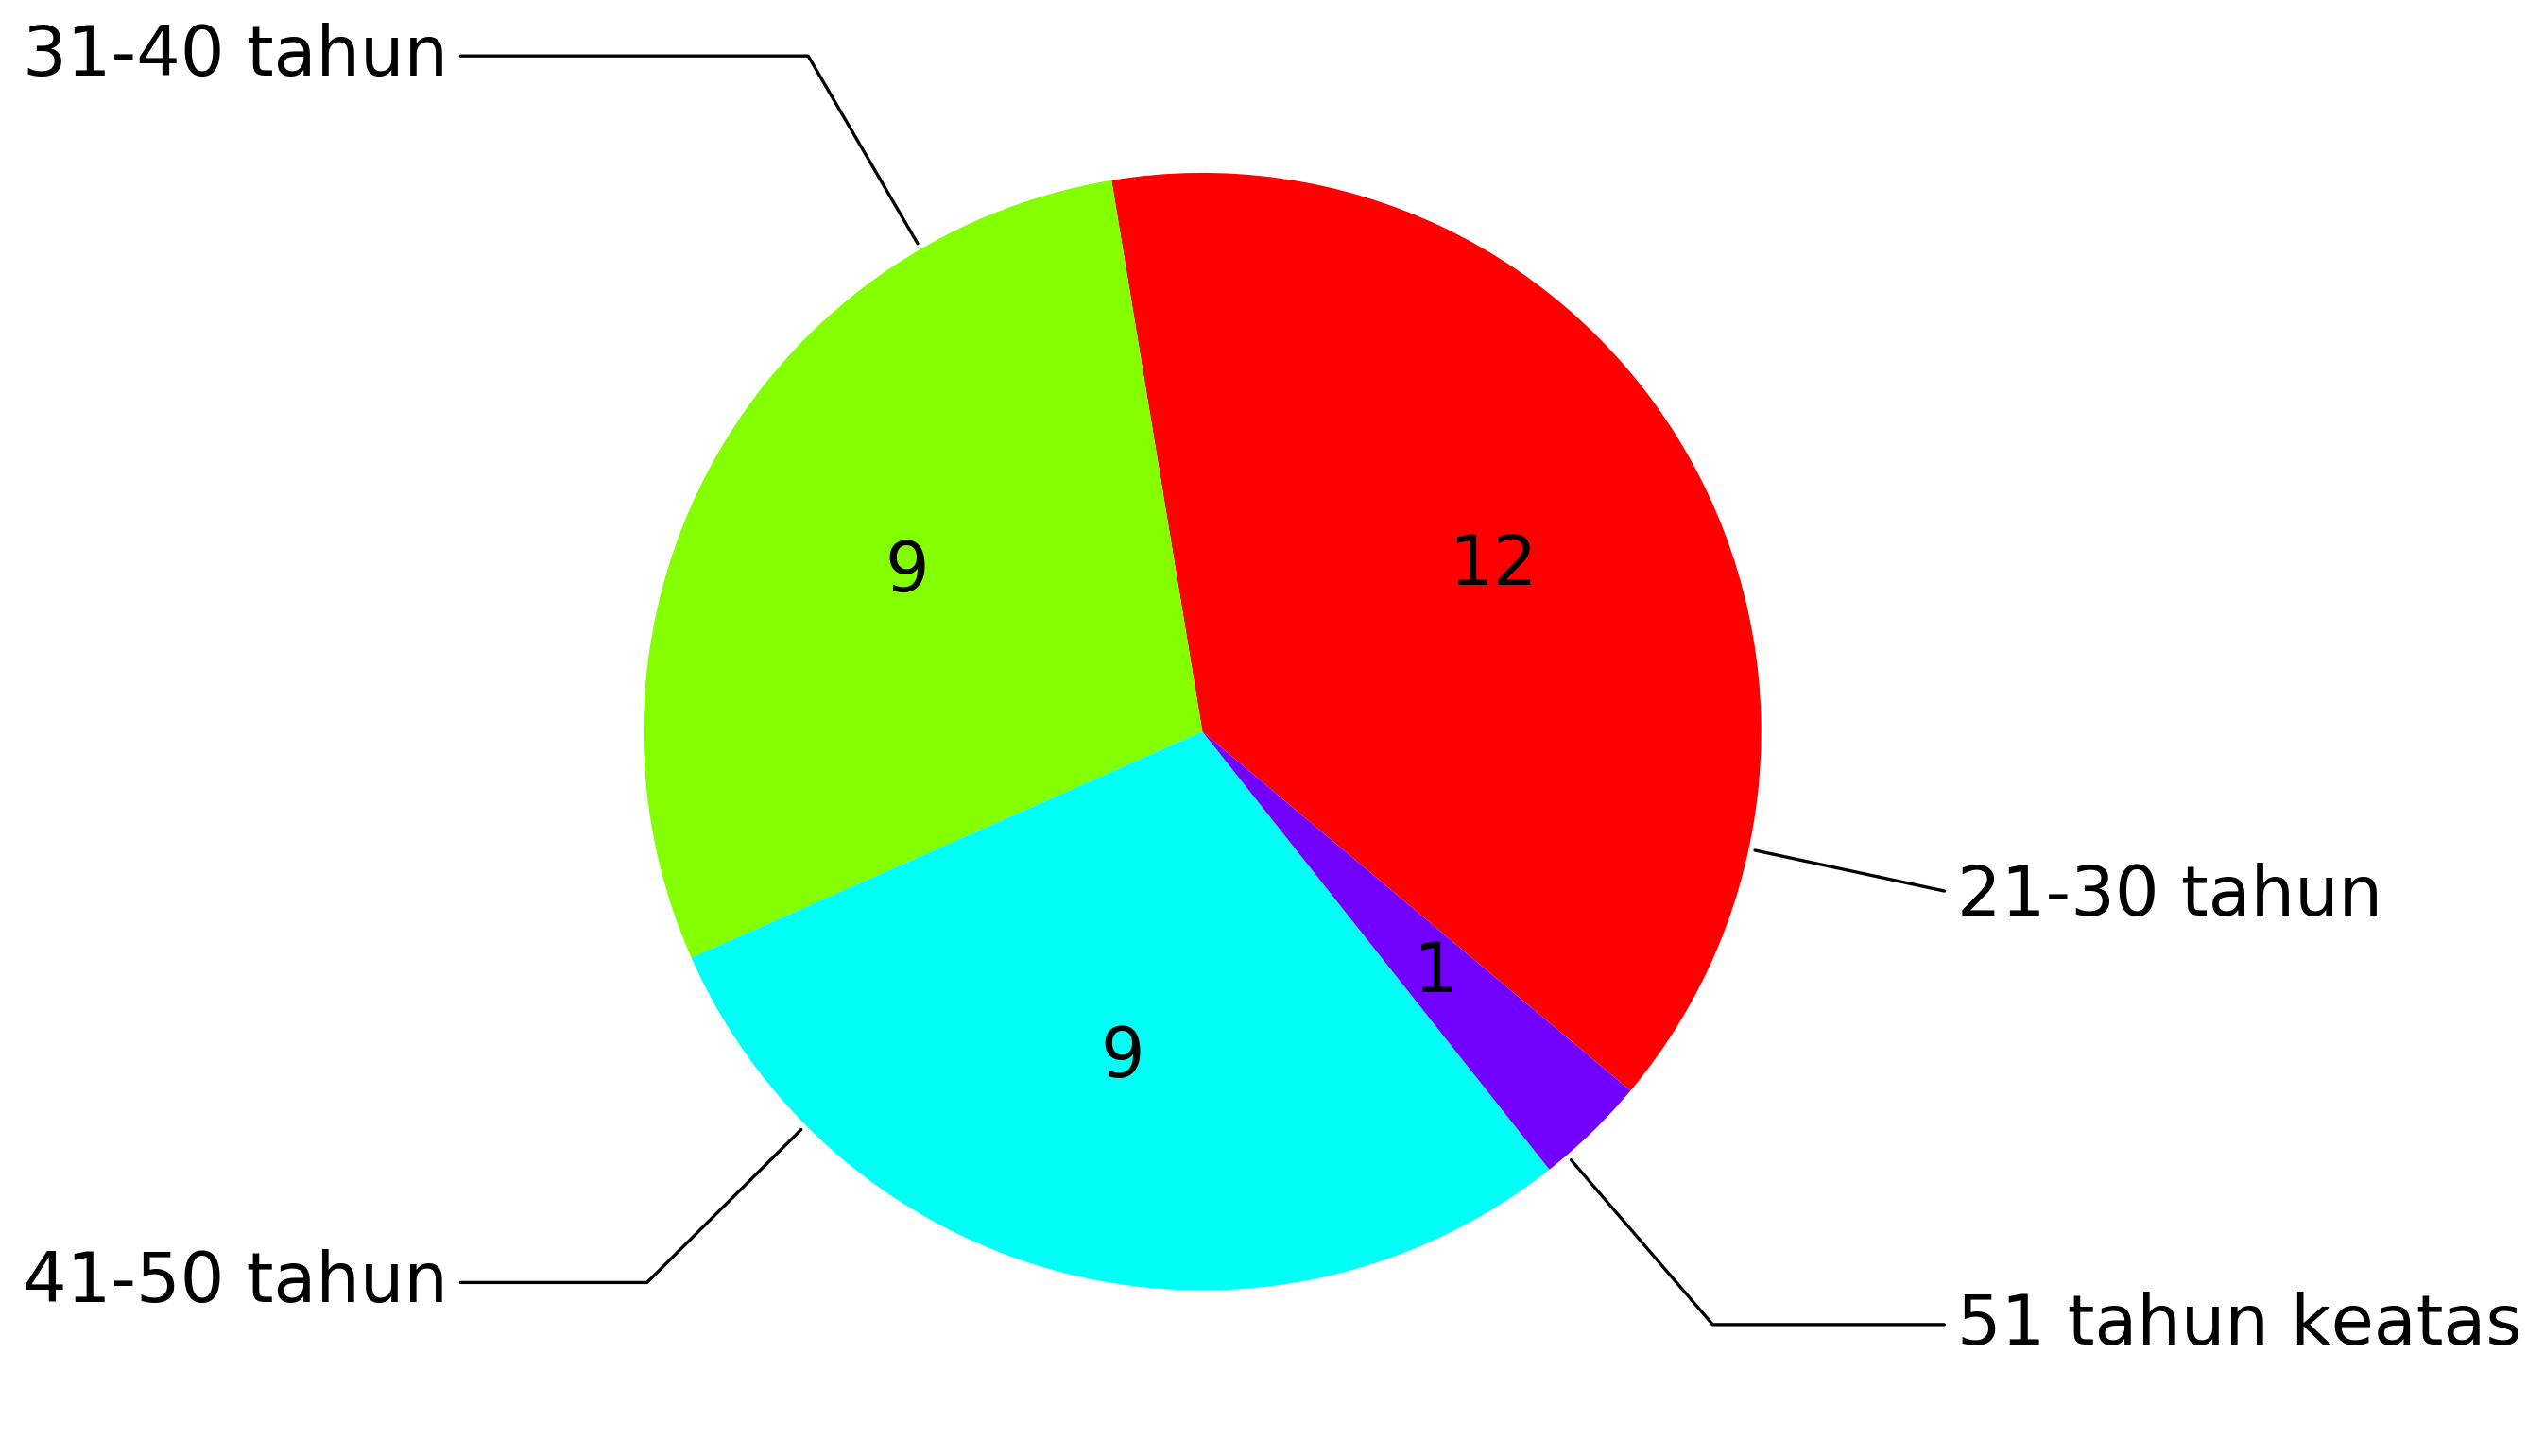 31-40 tahun
12
9
21-30 tahun
1
9
41-50 tahun
51 tahun keatas